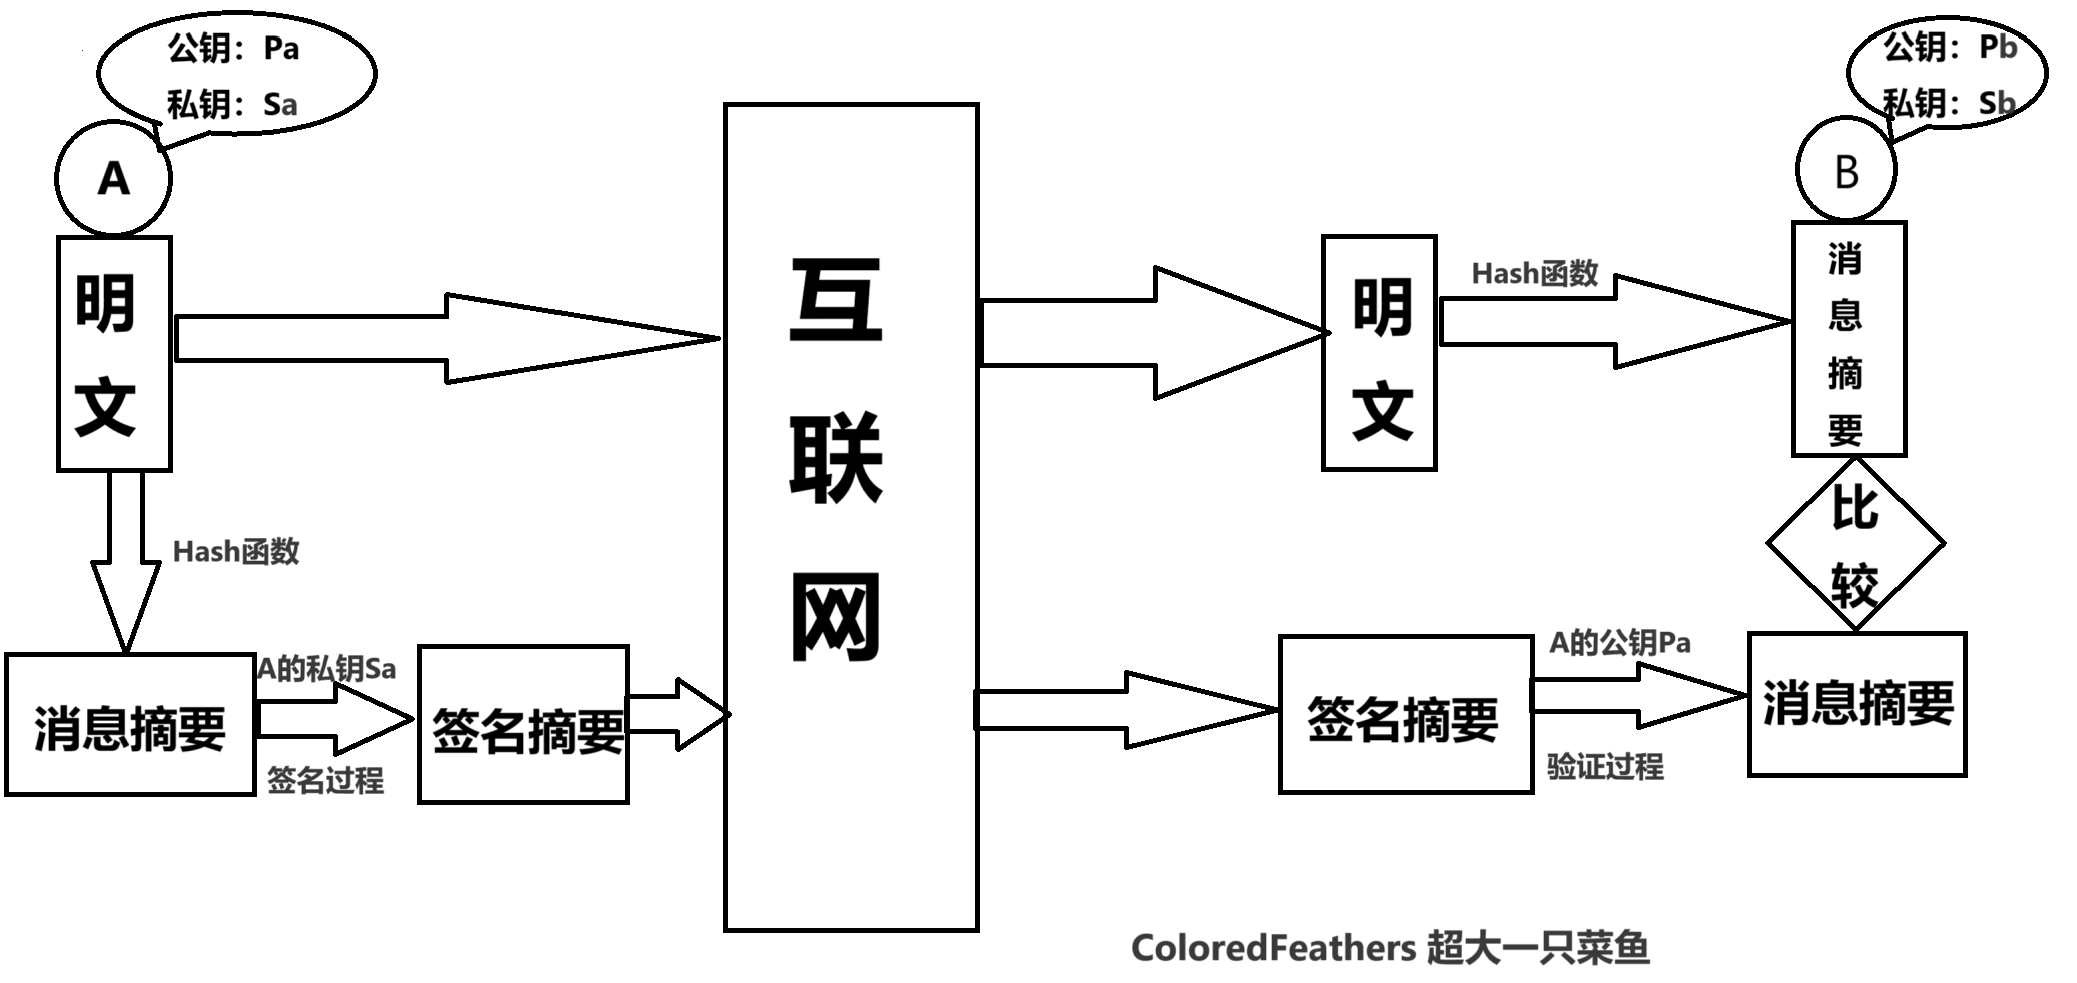 公钥：Pa
私钥：Sa
A
明文
Hash函数
消息摘要
A的私钥Sa
签名过程
签名摘要
互联网
明文
Hash函数
公钥：Pb
私钥：Sb
B
消息摘要
比较
签名摘要
A的公钥Pa
验证过程
消息摘要
ColoredFeathers 超大一只菜鱼